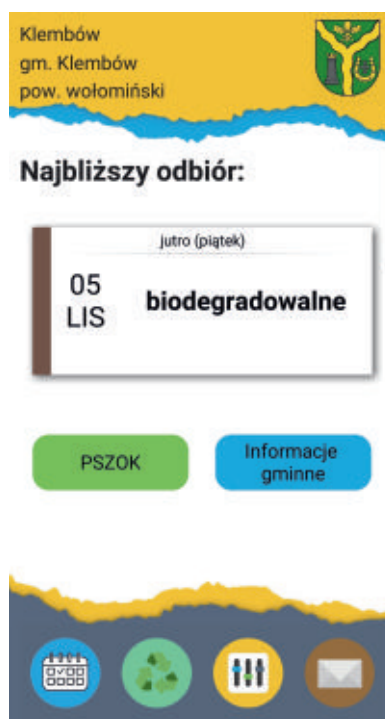 Klembów
gm. Klembów
pow. wołomiński
Najbliższy odbiór:
jutro (piątek)
05
LIS
biodegradowalne
PSZOK
Informacje
gminne